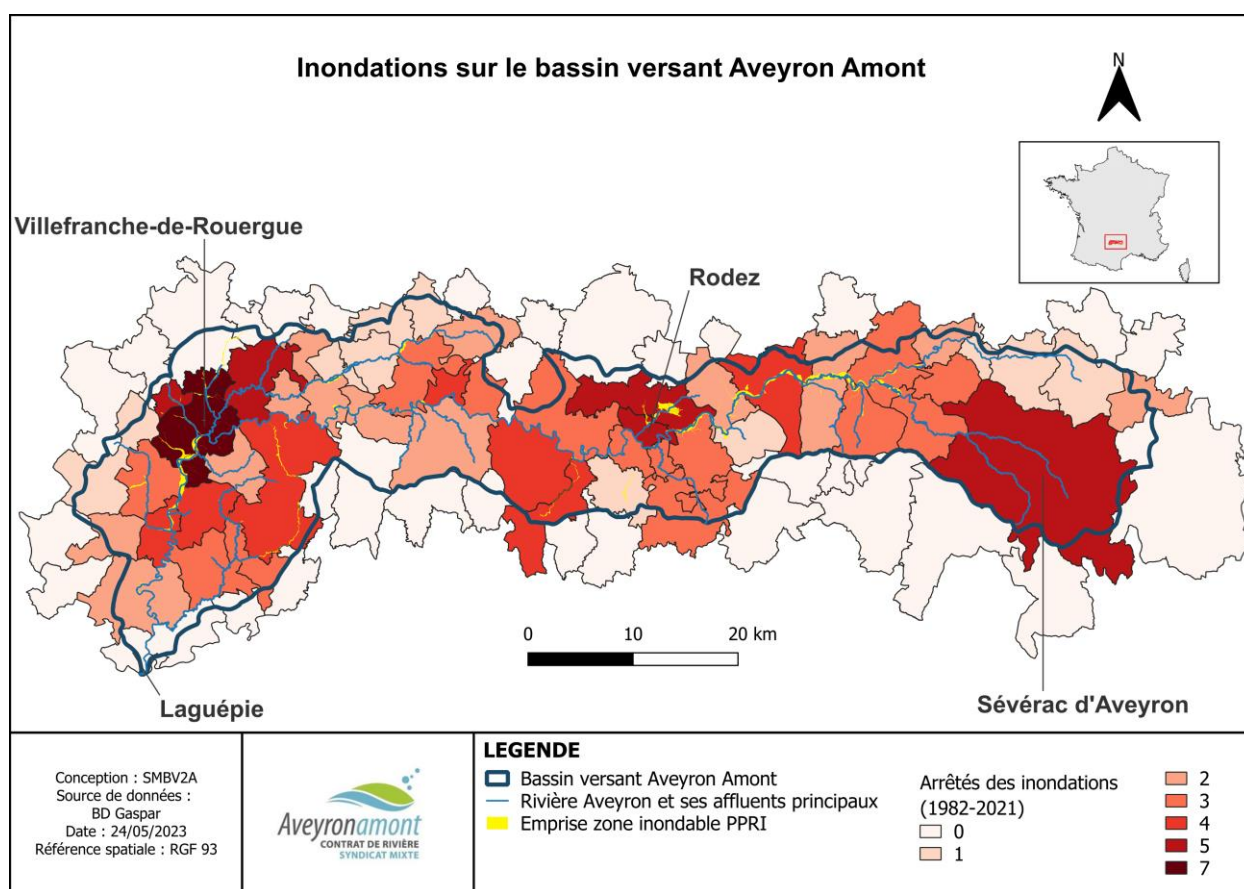 Inondations sur le bassin versant Aveyron Amont
N
Villefranche-de-Rouergue
Rodez
0 10 20 km
Laguépie
Sévérac d'Aveyron
Conception : SMBV2A
Source de données :
BD Gaspar
Date : 24/05/2023
Référence spatiale : RGF 93
Aveyronamont
CONTRAT DE RIVIÈRE
SYNDICAT MIXTE
LEGENDE
Bassin versant Aveyron Amont
Rivière Aveyron et ses affluents principaux
Emprise zone inondable PPRI
Arrêtés des inondations
(1982-2021)
0
1
2
3
4
5
7